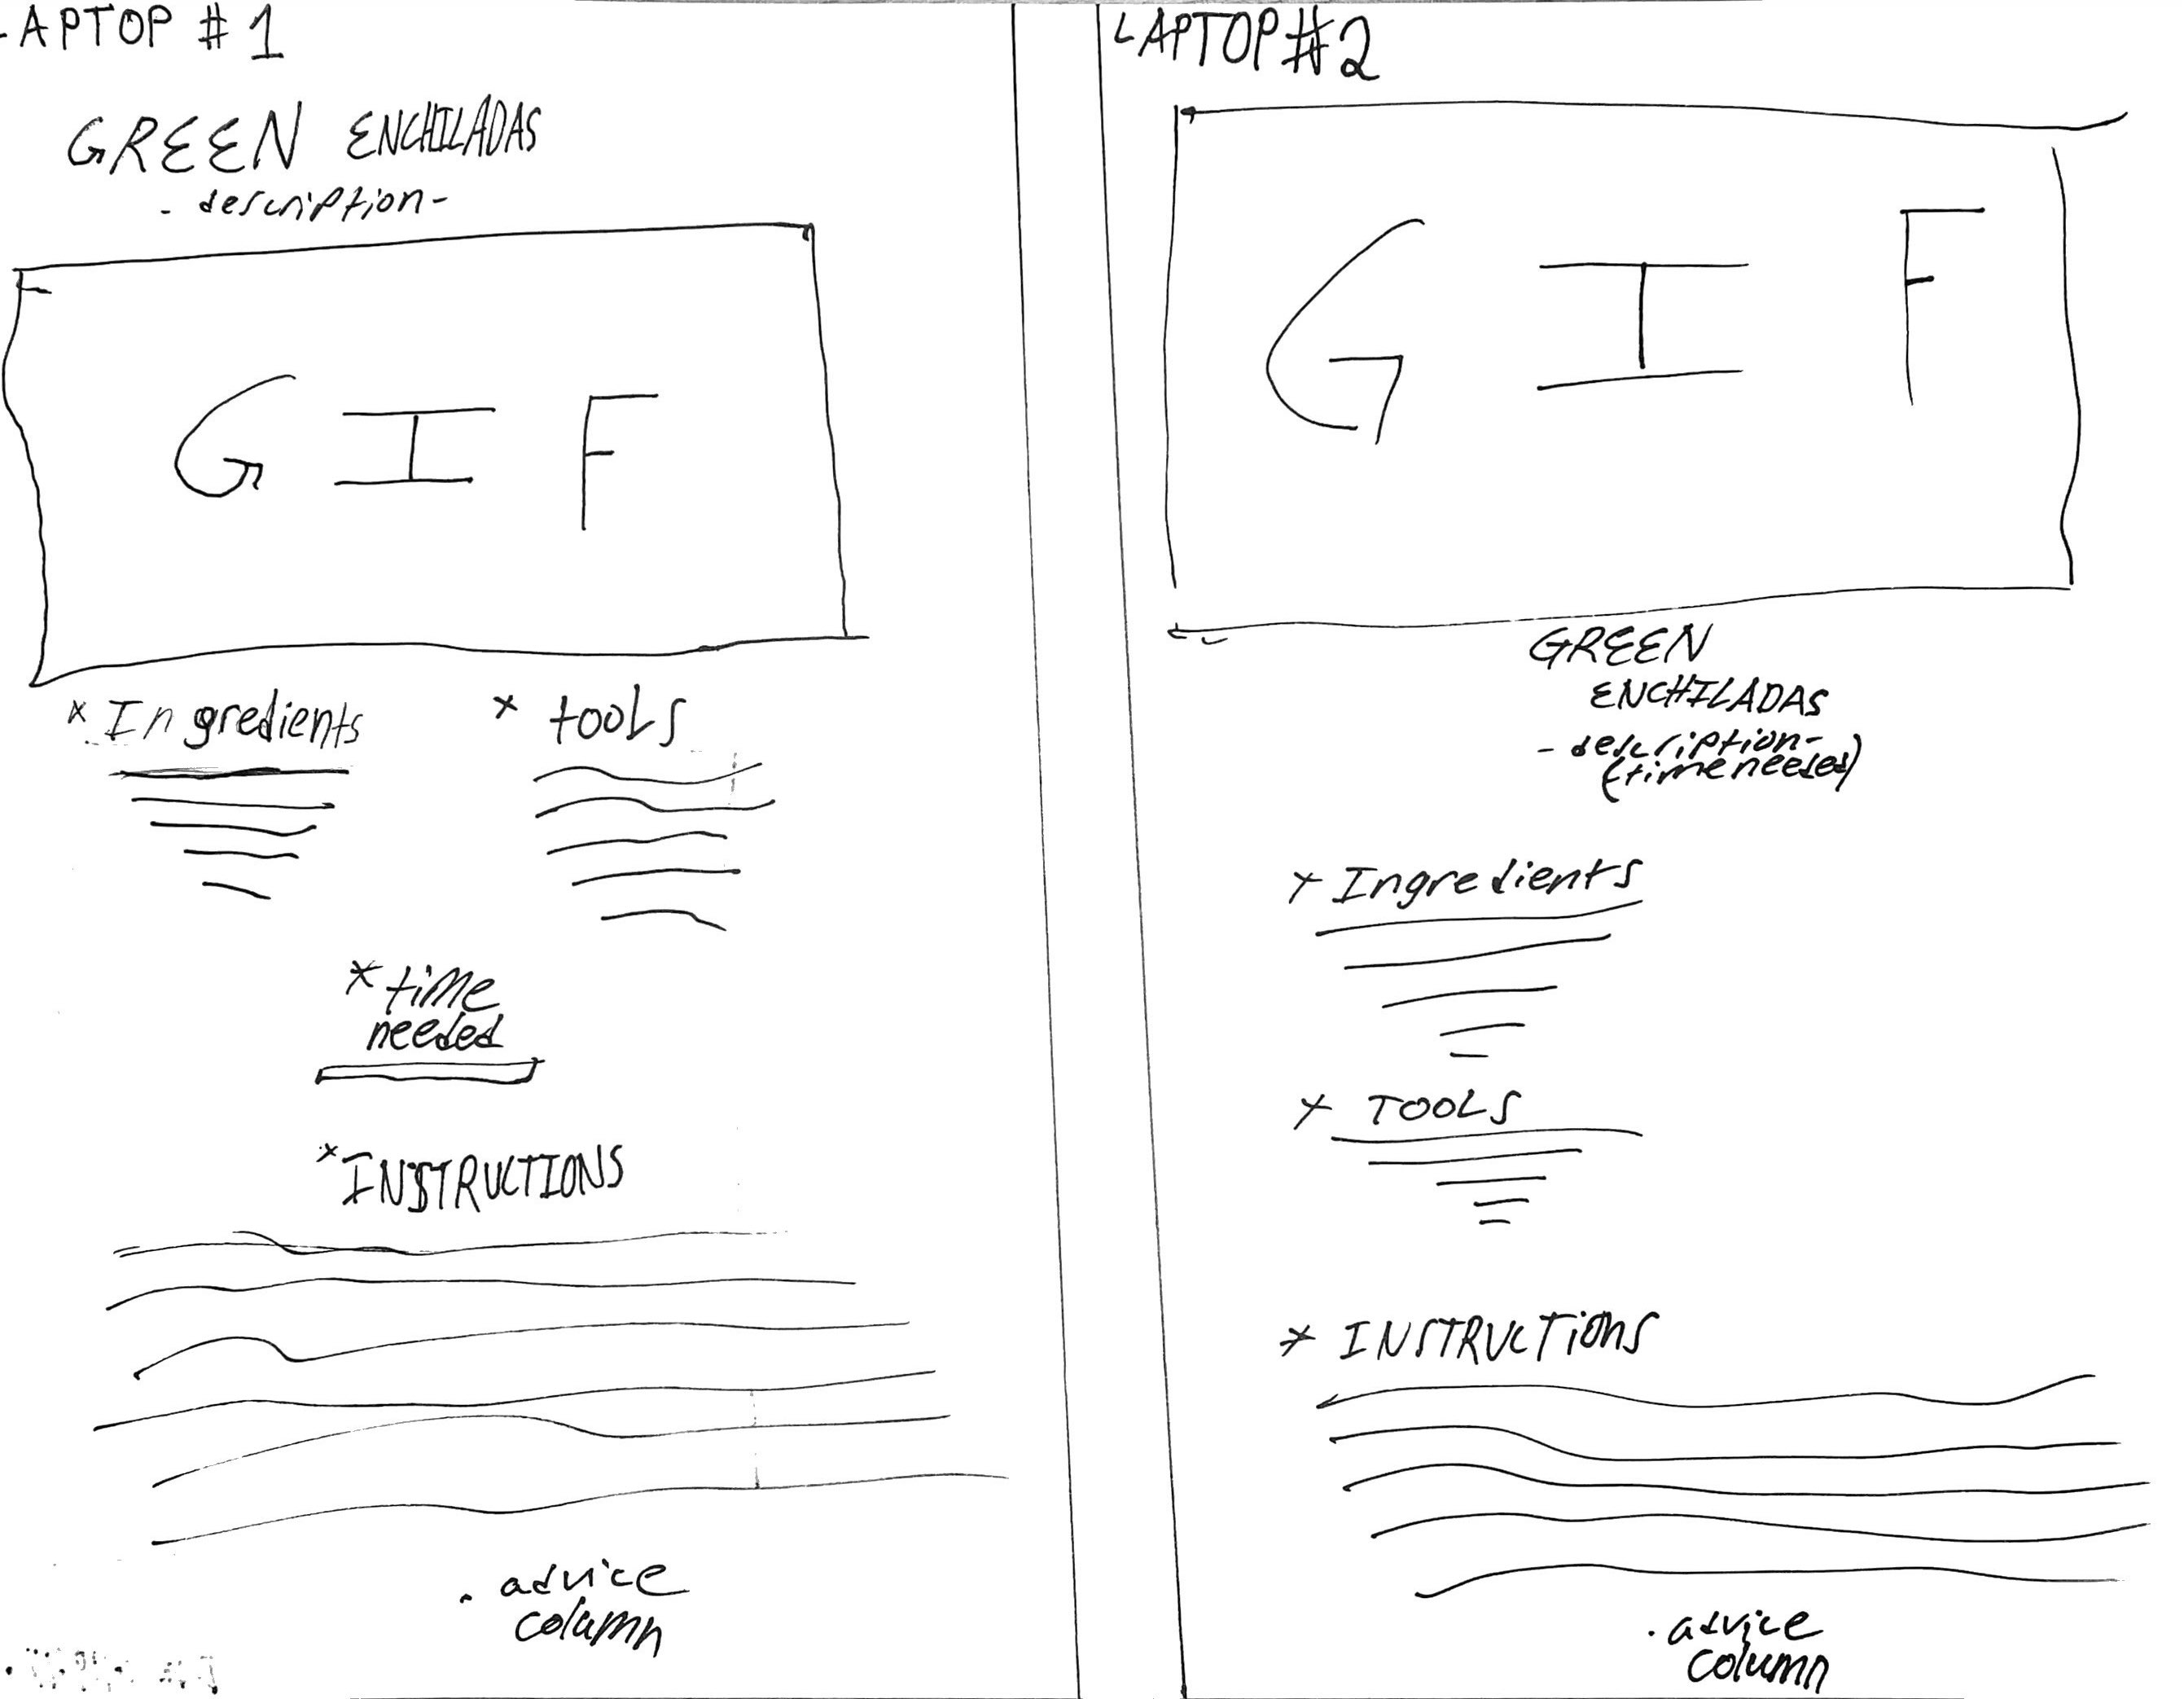 LAPTOP #1
GREEN ENCHILADAS
- description-
GIF
* Ingredients
* tools
* time
needed
* INSTRUCTIONS
. advice
column
LAPTOP #2
GIF
GREEN
ENCHILADAS
- description-
(time needed)
* Ingredients
* TOOLS
* INSTRUCTIONS
. advice
column